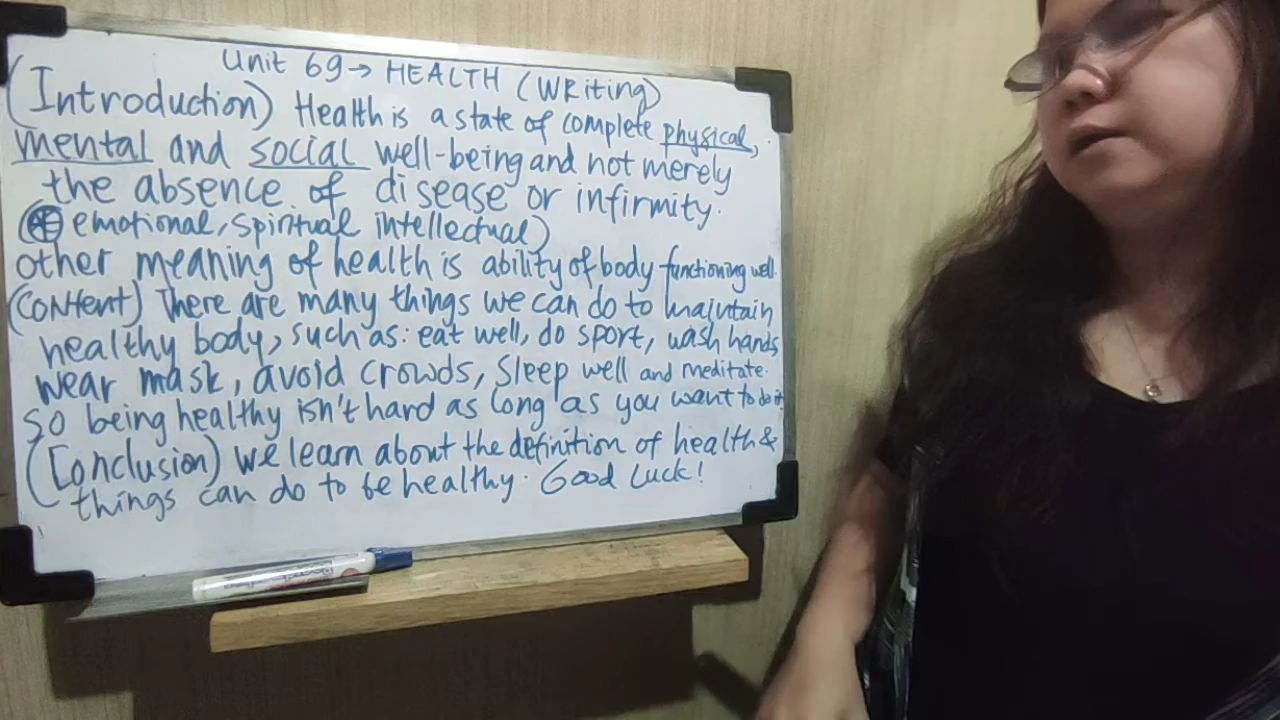 Unit 69→ HEALTH (WRiting)
(Introduction) Health is a state of complete physical,
mental and social well-being and not merely
the absence of disease or infirmity.
( emotional, spiritual intellectual)
other meaning of health is ability of body functioning well.
(CONtent) There are many things we can do to maintain
healthy body, such as: eat well, do sport, wash hands
wear mask, avoid crowds, sleep well and meditate.
so being healthy isn't hard as long as you want to do it
(Conclusion) we learn about the definition of health &
things can do to be healthy. Good Luck!